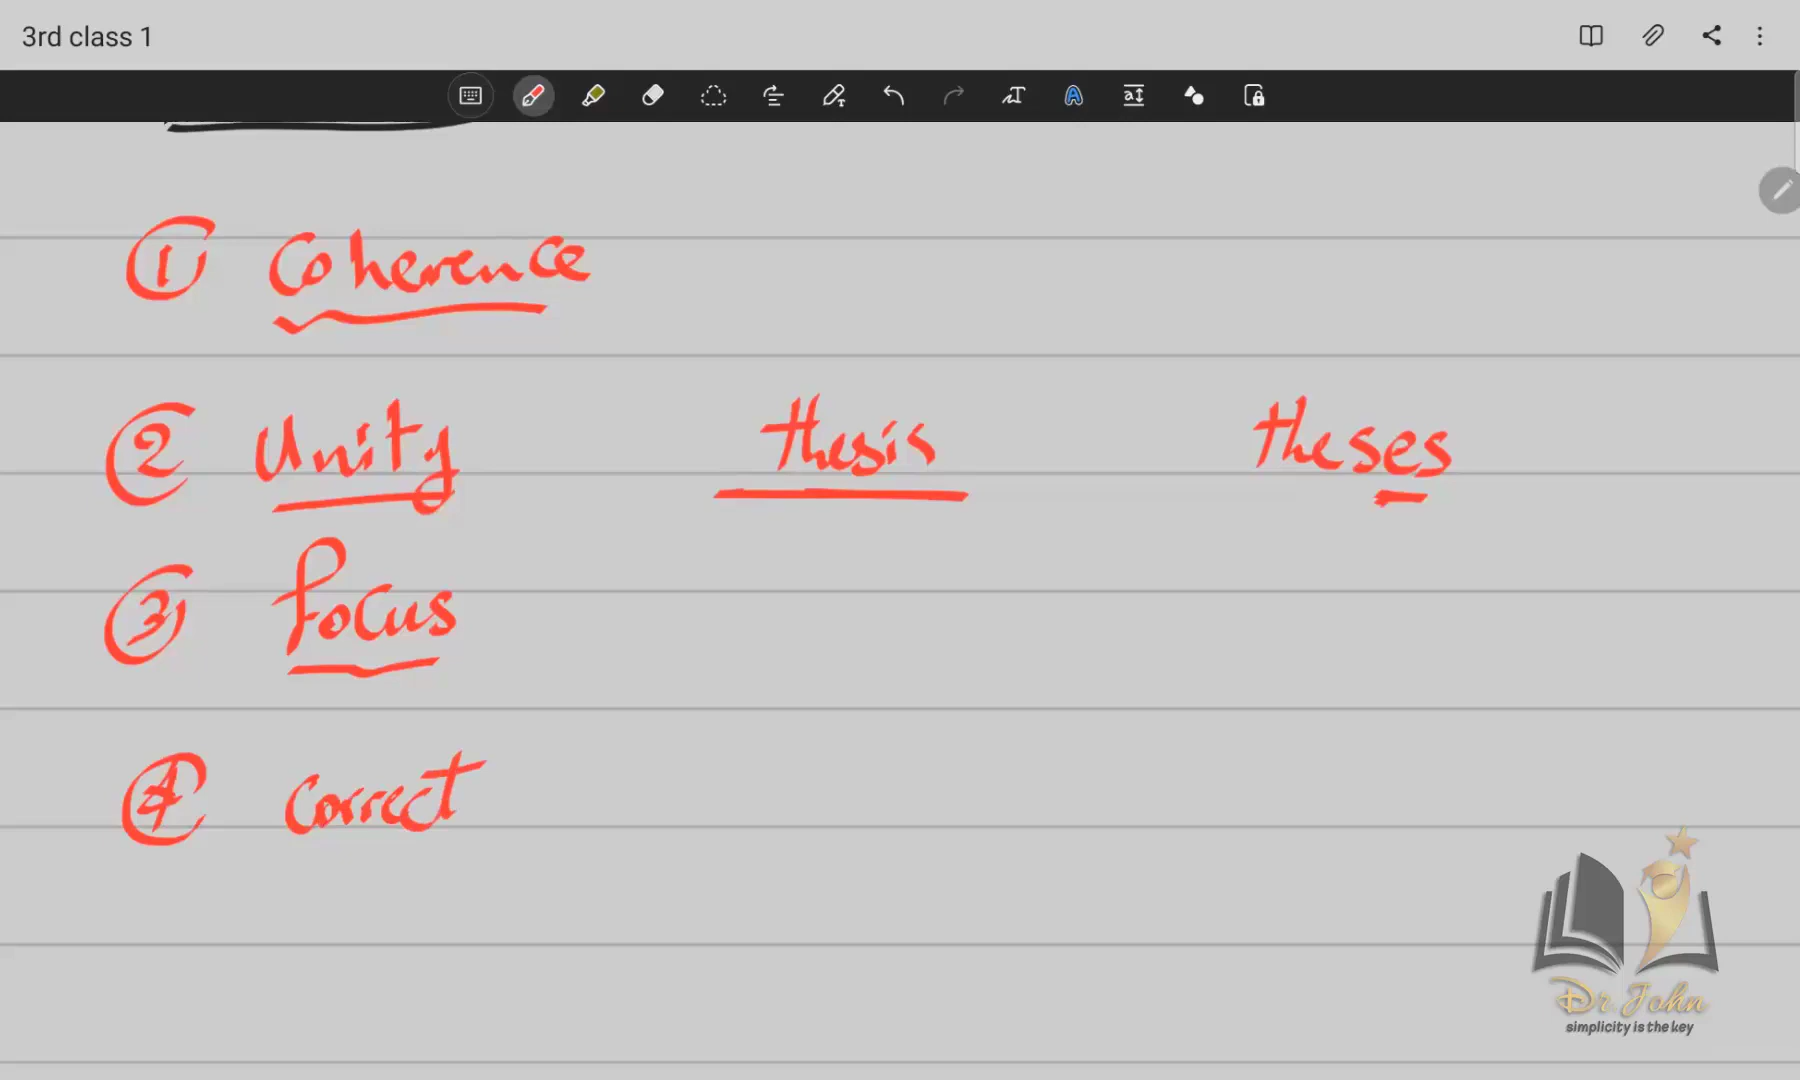 3rd class 1
① Coherence
② Unity thesis theses
③ focus
④ correct
Dr John
simplicity is the key